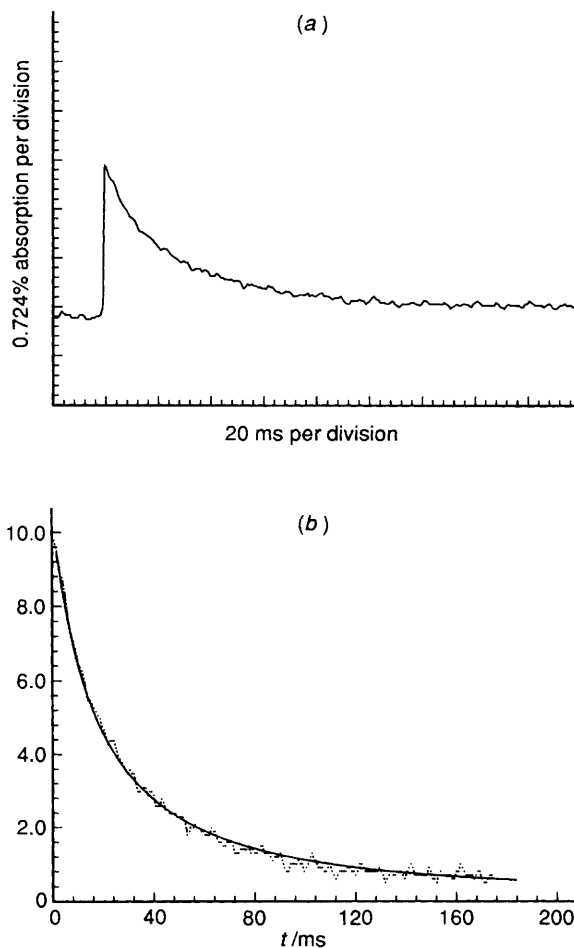 (a)
0.724% absorption per division
20 ms per division
(b)
10.0
8.0
6.0
4.0
2.0
0
0 40 80 120 160 200
t /ms